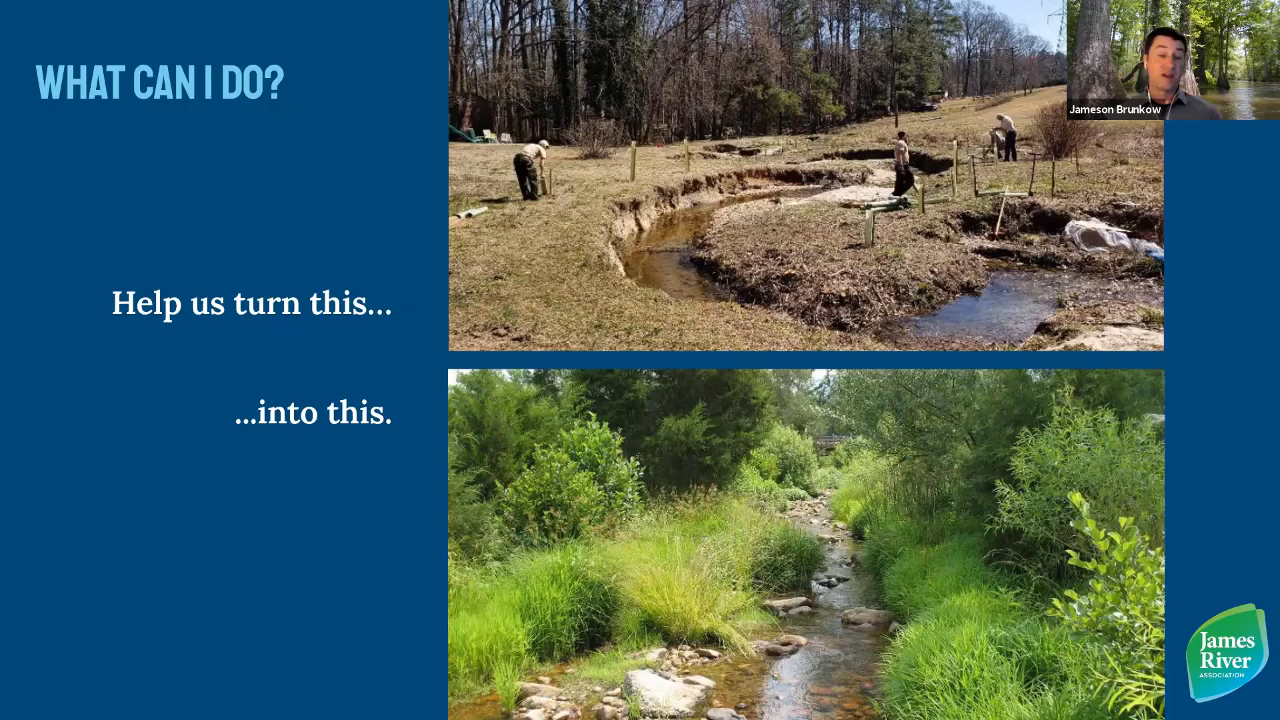 WHAT CAN I DO?
Jameson Brunkow
Help us turn this...
...into this.
James
River
ASSOCIATION